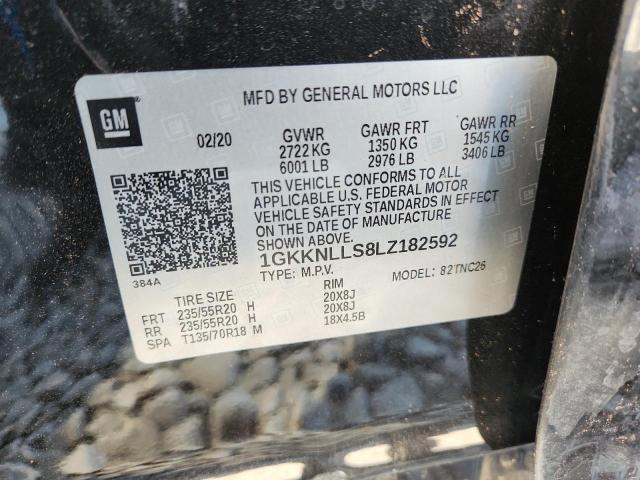 GM
MFD BY GENERAL MOTORS LLC
02/20 GVWR GAWR FRT GAWR RR
2722 KG 1350 KG 1545 KG
6001 LB 2976 LB 3406 LB
THIS VEHICLE CONFORMS TO ALL
APPLICABLE U.S. FEDERAL MOTOR
VEHICLE SAFETY STANDARDS IN EFFECT
ON THE DATE OF MANUFACTURE
SHOWN ABOVE.
1GKKNLLS8LZ182592
384A
TYPE: M.P.V. MODEL: 82TNC26
TIRE SIZE RIM
FRT 235/55R20 H 20X8J
RR 235/55R20 H 20X8J
SPA T135/70R18 M 18X4.5B